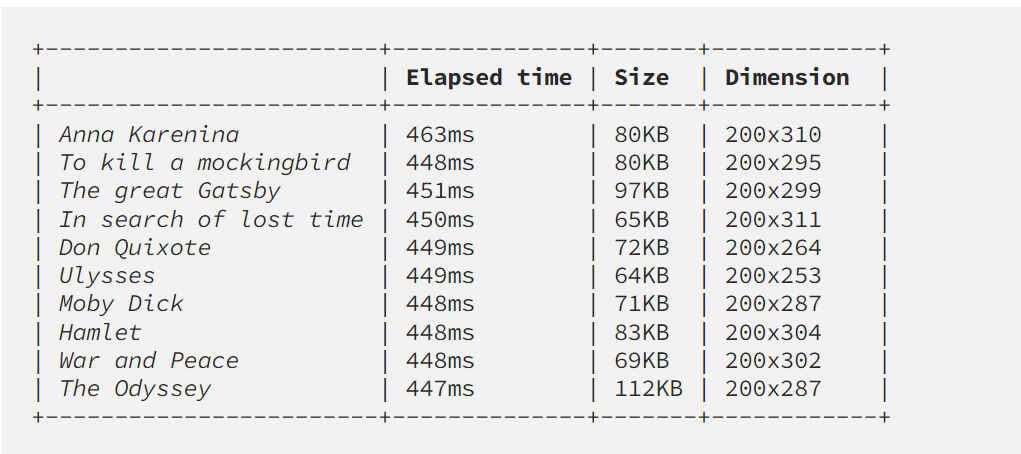 +------------------------+--------------+-------+------------+
|                        | Elapsed time | Size  | Dimension  |
+------------------------+--------------+-------+------------+
| Anna Karenina          | 463ms        | 80KB  | 200x310    |
| To kill a mockingbird  | 448ms        | 80KB  | 200x295    |
| The great Gatsby       | 451ms        | 97KB  | 200x299    |
| In search of lost time | 450ms        | 65KB  | 200x311    |
| Don Quixote            | 449ms        | 72KB  | 200x264    |
| Ulysses                | 449ms        | 64KB  | 200x253    |
| Moby Dick              | 448ms        | 71KB  | 200x287    |
| Hamlet                 | 448ms        | 83KB  | 200x304    |
| War and Peace          | 448ms        | 69KB  | 200x302    |
| The Odyssey            | 447ms        | 112KB | 200x287    |
+------------------------+--------------+-------+------------+